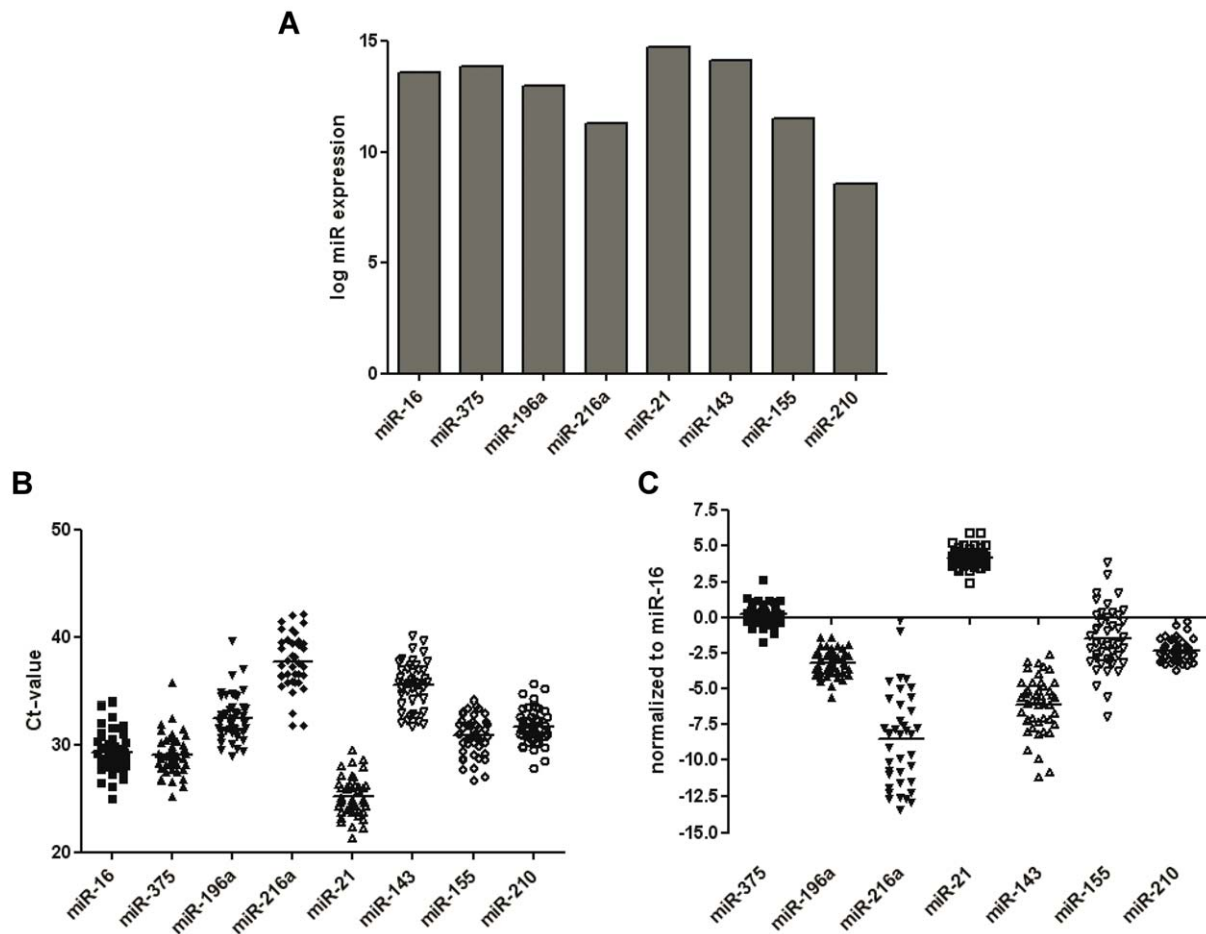 A
log miR expression
15
10
5
0
miR-16
miR-375
miR-196a
miR-216a
miR-21
miR-143
miR-155
miR-210
B
Ct-value
50
40
30
20
miR-16
miR-375
miR-196a
miR-216a
miR-21
miR-143
miR-155
miR-210
C
normalized to miR-16
7.5
5.0
2.5
0.0
-2.5
-5.0
-7.5
-10.0
-12.5
-15.0
miR-375
miR-196a
miR-216a
miR-21
miR-143
miR-155
miR-210